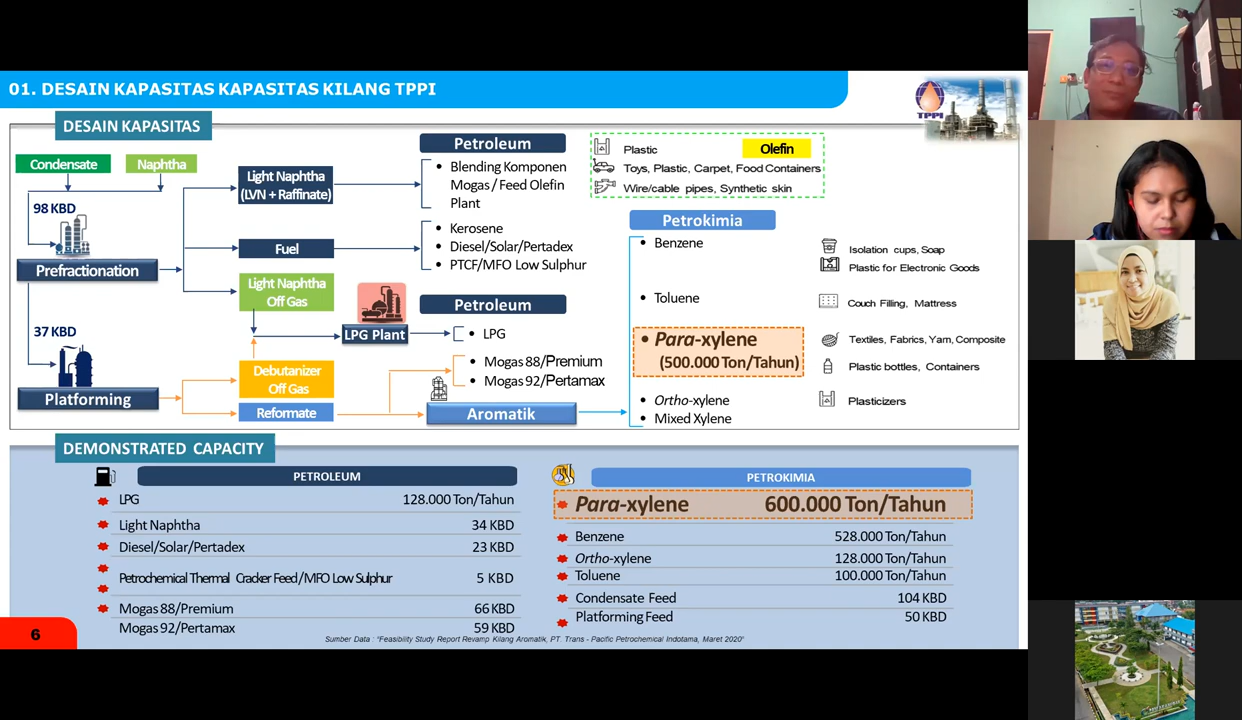 01. DESAIN KAPASITAS KAPASITAS KILANG TPPI
TPPI
DESAIN KAPASITAS
Condensate
Naphtha
98 KBD
Prefractionation
37 KBD
Platforming
Light Naphtha
(LVN + Raffinate)
Fuel
Light Naphtha
Off Gas
LPG Plant
Debutanizer
Off Gas
Reformate
Petroleum
• Blending Komponen
Mogas / Feed Olefin
Plant
• Kerosene
• Diesel/Solar/Pertadex
• PTCF/MFO Low Sulphur
Petroleum
• LPG
• Mogas 88/Premium
• Mogas 92/Pertamax
Aromatik
Plastic
Olefin
Toys, Plastic, Carpet, Food Containers
Wire/cable pipes, Synthetic skin
Petrokimia
• Benzene
• Toluene
• Para-xylene
(500.000 Ton/Tahun)
• Ortho-xylene
• Mixed Xylene
Isolation cups, Soap
Plastic for Electronic Goods
Couch Filling, Mattress
Textiles, Fabrics, Yarn, Composite
Plastic bottles, Containers
Plasticizers
DEMONSTRATED CAPACITY
PETROLEUM
LPG 128.000 Ton/Tahun
Light Naphtha 34 KBD
Diesel/Solar/Pertadex 23 KBD
Petrochemical Thermal Cracker Feed/MFO Low Sulphur 5 KBD
Mogas 88/Premium 66 KBD
Mogas 92/Pertamax 59 KBD
PETROKIMIA
Para-xylene 600.000 Ton/Tahun
Benzene 528.000 Ton/Tahun
Ortho-xylene 128.000 Ton/Tahun
Toluene 100.000 Ton/Tahun
Condensate Feed 104 KBD
Platforming Feed 50 KBD
Sumber Data : "Feasibility Study Report Revamp Kilang Aromatik, PT. Trans - Pacific Petrochemical Indotama, Maret 2020"
6